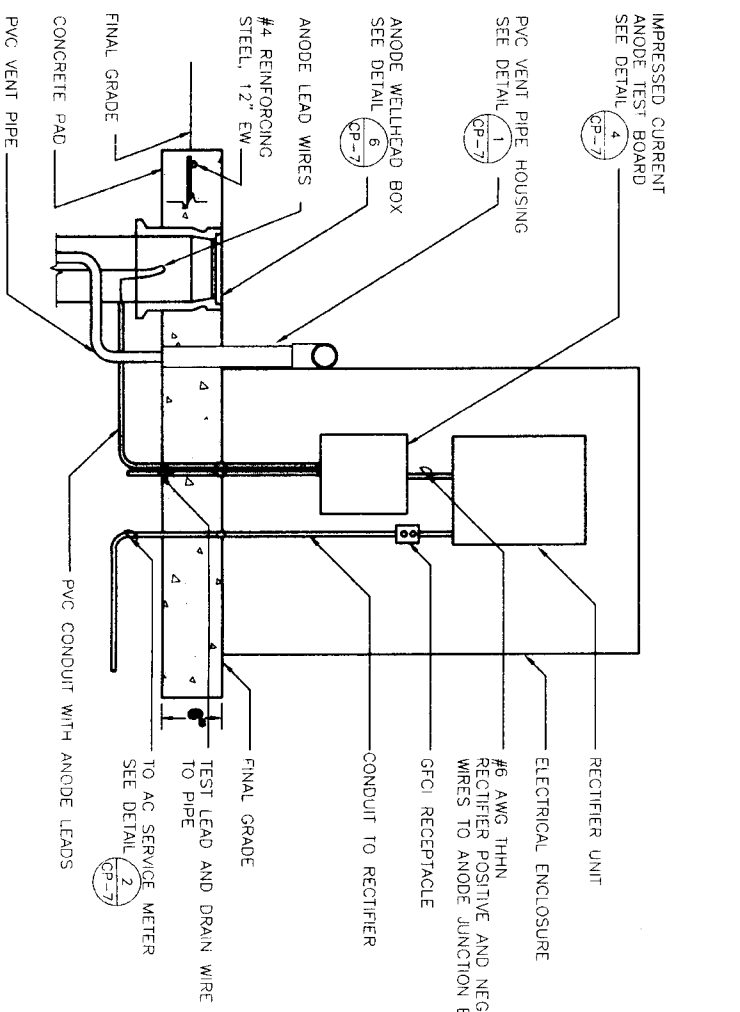 IMPRESSED CURRENT
ANODE TEST BOARD
SEE DETAIL 4
CP-7
PVC VENT PIPE HOUSING
SEE DETAIL 1
CP-7
ANODE WELLHEAD BOX
SEE DETAIL 6
CP-7
ANODE LEAD WIRES
#4 REINFORCING
STEEL, 12" EW
FINAL GRADE
CONCRETE PAD
PVC VENT PIPE
RECTIFIER UNIT
ELECTRICAL ENCLOSURE
#6 AWG THHN
RECTIFIER POSITIVE AND NEG
WIRES TO ANODE JUNCTION
GFCI RECEPTACLE
CONDUIT TO RECTIFIER
FINAL GRADE
TEST LEAD AND DRAIN WIRE
TO PIPE
TO AC SERVICE METER
SEE DETAIL 2
CP-7
PVC CONDUIT WITH ANODE LEADS